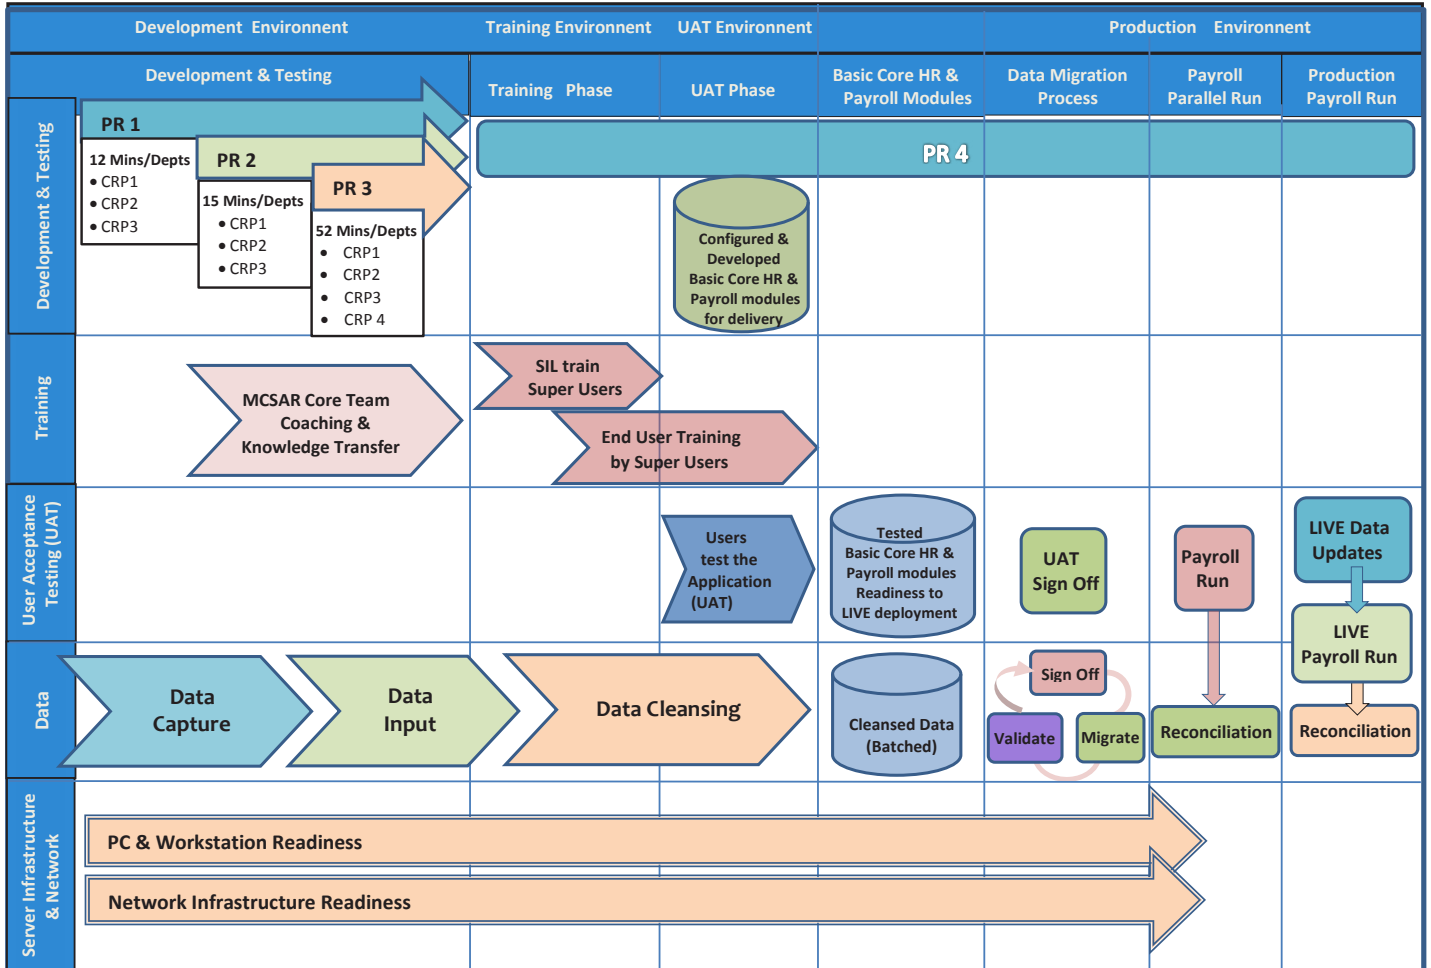 Development Environment
Training Environment
UAT Environment
Production Environment
Development & Testing
Training Phase
UAT Phase
Basic Core HR &
Payroll Modules
Data Migration
Process
Payroll
Parallel Run
Production
Payroll Run
Development & Testing
PR 1
12 Mins/Depts
• CRP1
• CRP2
• CRP3
PR 2
15 Mins/Depts
• CRP1
• CRP2
• CRP3
PR 3
52 Mins/Depts
• CRP1
• CRP2
• CRP3
• CRP 4
PR 4
Configured &
Developed
Basic Core HR &
Payroll modules
for delivery
Training
MCSAR Core Team
Coaching &
Knowledge Transfer
SIL train
Super Users
End User Training
by Super Users
User Acceptance
Testing (UAT)
Users
test the
Application
(UAT)
Tested
Basic Core HR &
Payroll modules
Readiness to
LIVE deployment
UAT
Sign Off
Payroll
Run
LIVE Data
Updates
LIVE
Payroll Run
Data
Data
Capture
Data
Input
Data Cleansing
Cleansed Data
(Batched)
Sign Off
Validate
Migrate
Reconciliation
Reconciliation
Server Infrastructure
& Network
PC & Workstation Readiness
Network Infrastructure Readiness